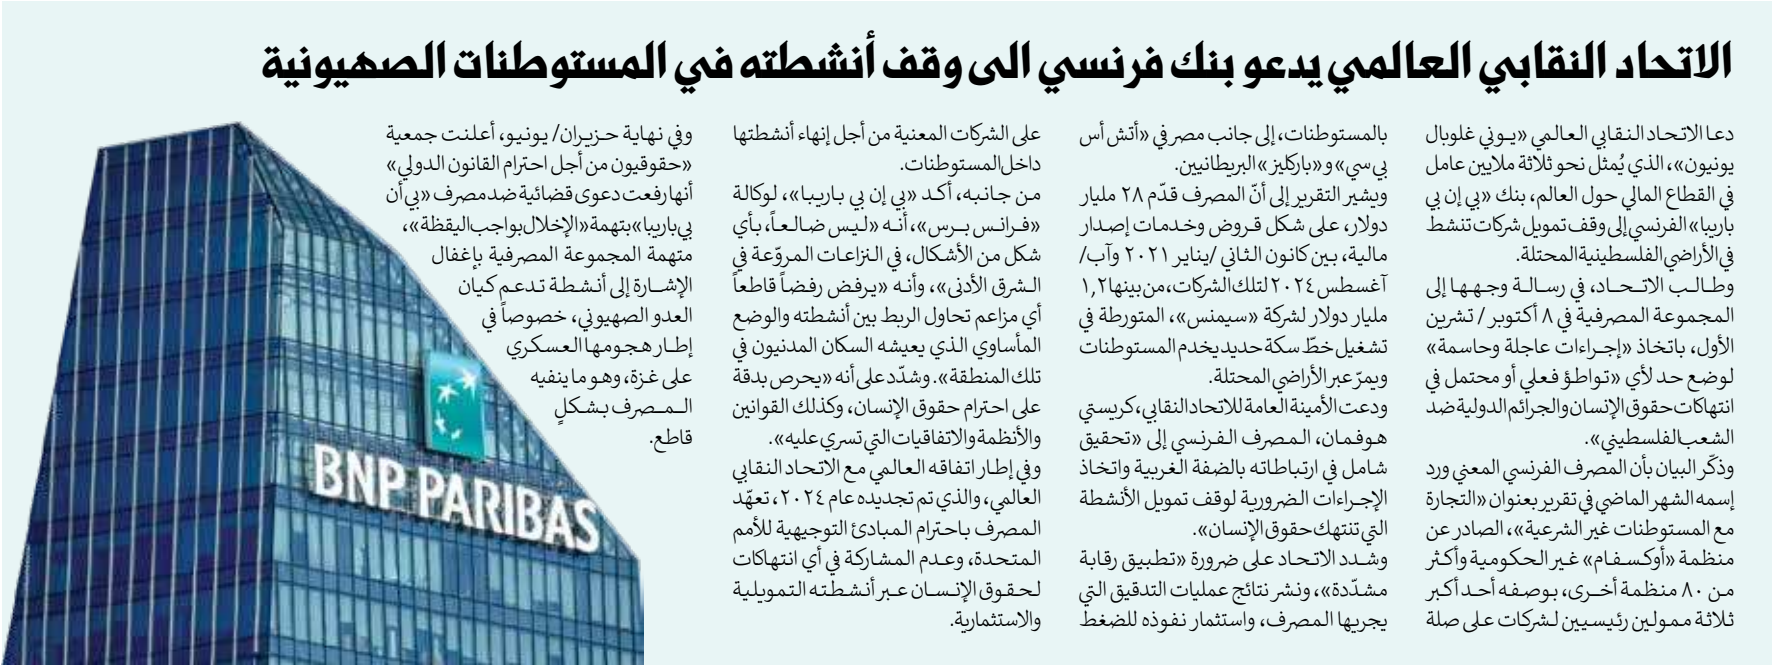 الاتحاد النقابي العالمي يدعو بنك فرنسي الى وقف أنشطته في المستوطنات الصهيونية
دعا الاتحاد النقابي العالمي «يوني غلوبال
يونيون»، الذي يُمثل نحو ثلاثة ملايين عامل
في القطاع المالي حول العالم، بنك «بي إن بي
باريبا» الفرنسي إلى وقف تمويل شركات تنشط
في الأراضي الفلسطينية المحتلة.
وطالب الاتحاد، في رسالة وجهها إلى
المجموعة المصرفية في ٨ أكتوبر / تشرين
الأول، باتخاذ «إجراءات عاجلة وحاسمة»
لوضع حد لأي «تواطؤ فعلي أو محتمل في
انتهاكات حقوق الإنسان والجرائم الدولية ضد
الشعب الفلسطيني».
وذكّر البيان بأن المصرف الفرنسي المعني ورد
إسمه الشهر الماضي في تقرير بعنوان «التجارة
مع المستوطنات غير الشرعية»، الصادر عن
منظمة «أوكسفام» غير الحكومية وأكثر
من ٨٠ منظمة أخرى، بوصفه أحد أكبر
ثلاثة ممولين رئيسيين لشركات على صلة
بالمستوطنات، إلى جانب مصرفي «أتش أس
بي سي» و«باركليز» البريطانيين.
ويشير التقرير إلى أنّ المصرف قدّم ٢٨ مليار
دولار، على شكل قروض وخدمات إصدار
مالية، بين كانون الثاني /يناير ٢٠٢١ وآب/
آغسطس ٢٠٢٤ لتلك الشركات، من بينها ١,٢
مليار دولار لشركة «سيمنس»، المتورطة في
تشغيل خطّ سكة حديد يخدم المستوطنات
ويمرّ عبر الأراضي المحتلة.
ودعت الأمينة العامة للاتحاد النقابي، كريستي
هوفمان، المصرف الفرنسي إلى «تحقيق
شامل في ارتباطاته بالضفة الغربية واتخاذ
الإجراءات الضرورية لوقف تمويل الأنشطة
التي تنتهك حقوق الإنسان».
وشدد الاتحاد على ضرورة «تطبيق رقابة
مشدّدة»، ونشر نتائج عمليات التدقيق التي
يجريها المصرف، واستثمار نفوذه للضغط
على الشركات المعنية من أجل إنهاء أنشطتها
داخل المستوطنات.
من جانبه، أكد «بي إن بي باريبا»، لوكالة
«فرانس برس»، أنه «ليس ضالعاً، بأي
شكل من الأشكال، في النزاعات المروّعة في
الشرق الأدنى»، وأنه «يرفض رفضاً قاطعاً
أي مزاعم تحاول الربط بين أنشطته والوضع
المأساوي الذي يعيشه السكان المدنيون في
تلك المنطقة». وشدّد على أنه «يحرص بدقة
على احترام حقوق الإنسان، وكذلك القوانين
والأنظمة والاتفاقيات التي تسري عليه».
وفي إطار اتفاقه العالمي مع الاتحاد النقابي
العالمي، والذي تم تجديده عام ٢٠٢٤، تعهّد
المصرف باحترام المبادئ التوجيهية للأمم
المتحدة، وعدم المشاركة في أي انتهاكات
لحقوق الإنسان عبر أنشطته التمويلية
والاستثمارية.
وفي نهاية حزيران/ يونيو، أعلنت جمعية
«حقوقيون من أجل احترام القانون الدولي»
أنها رفعت دعوى قضائية ضد مصرف «بي أن
بي باريبا» بتهمة «الإخلال بواجب اليقظة»،
متهمة المجموعة المصرفية بإغفال
الإشارة إلى أنشطة تدعم كيان
العدو الصهيوني، خصوصاً في
إطار هجومها العسكري
على غزة، وهو ما ينفيه
المصرف بشكلٍ
قاطع.
BNP PARIBAS